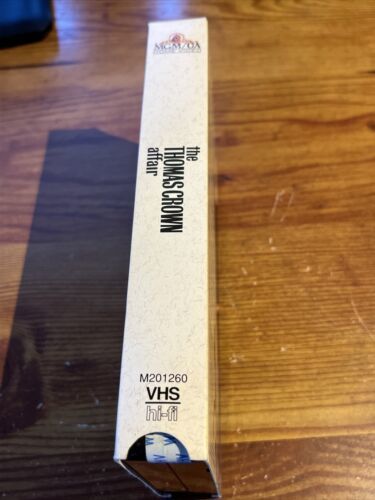 MGM/UA
the
THOMAS CROWN
affair
M201260
VHS
hi-fi